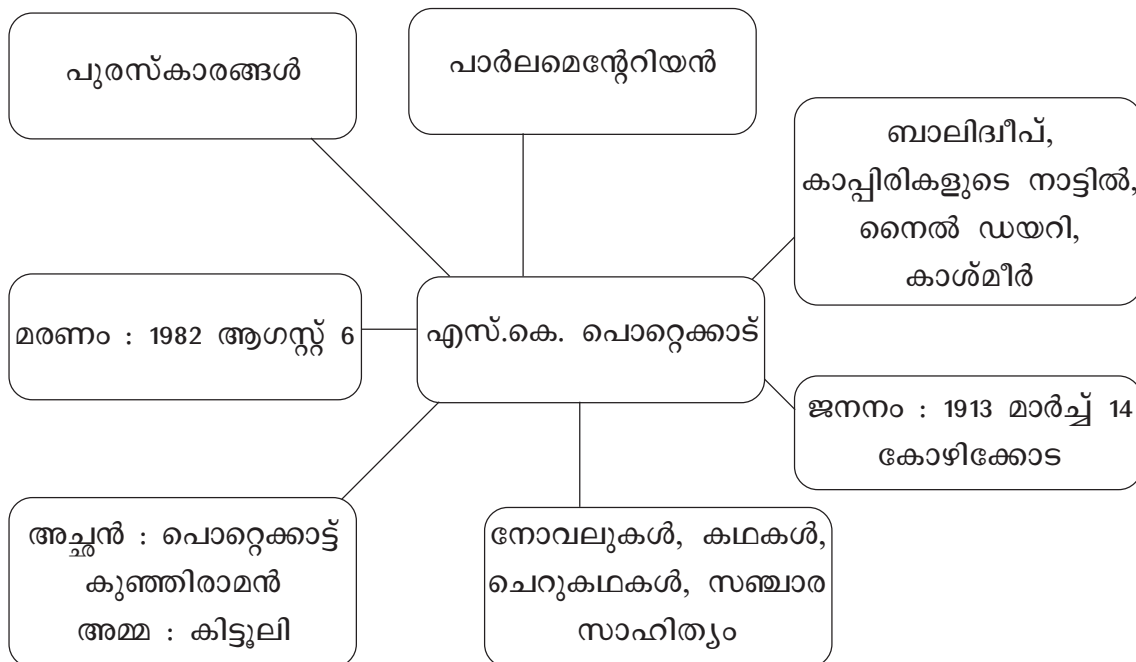 പുരസ്കാരങ്ങൾ
പാർലമെന്റേറിയൻ
ബാലിദ്വീപ്,
കാപ്പിരികളുടെ നാട്ടിൽ,
നൈൽ ഡയറി,
കാശ്മീർ
മരണം : 1982 ആഗസ്റ്റ് 6
എസ്.കെ. പൊറ്റെക്കാട്
ജനനം : 1913 മാർച്ച് 14
കോഴിക്കോട
അച്ഛൻ : പൊറ്റെക്കാട്ട്
കുഞ്ഞിരാമൻ
അമ്മ : കിട്ടൂലി
നോവലുകൾ, കഥകൾ,
ചെറുകഥകൾ, സഞ്ചാര
സാഹിത്യം